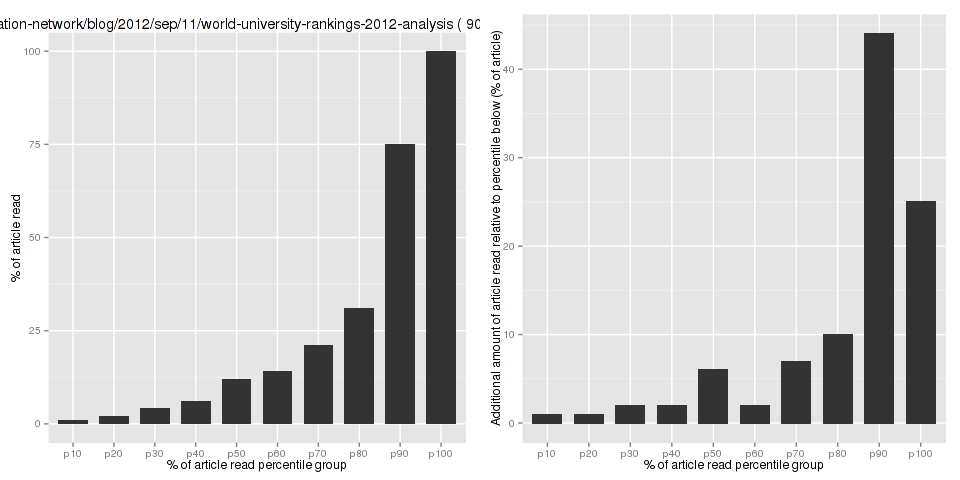 ation-network/blog/2012/sep/11/world-university-rankings-2012-analysis ( 90
% of article read
100
75
50
25
0
p10 p20 p30 p40 p50 p60 p70 p80 p90 p100
% of article read percentile group
Additional amount of article read relative to percentile below (% of article)
40
30
20
10
0
p10 p20 p30 p40 p50 p60 p70 p80 p90 p100
% of article read percentile group